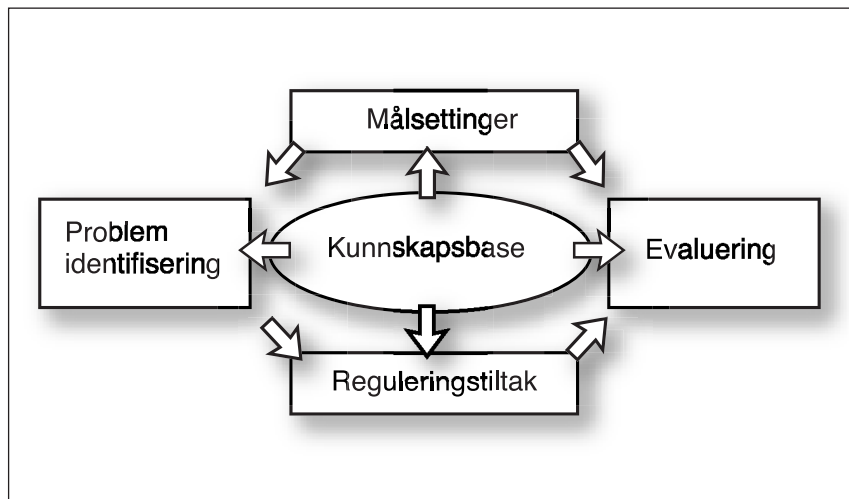 Målsettinger
Problem
identifisering
Kunnskapsbase
Evaluering
Reguleringstiltak